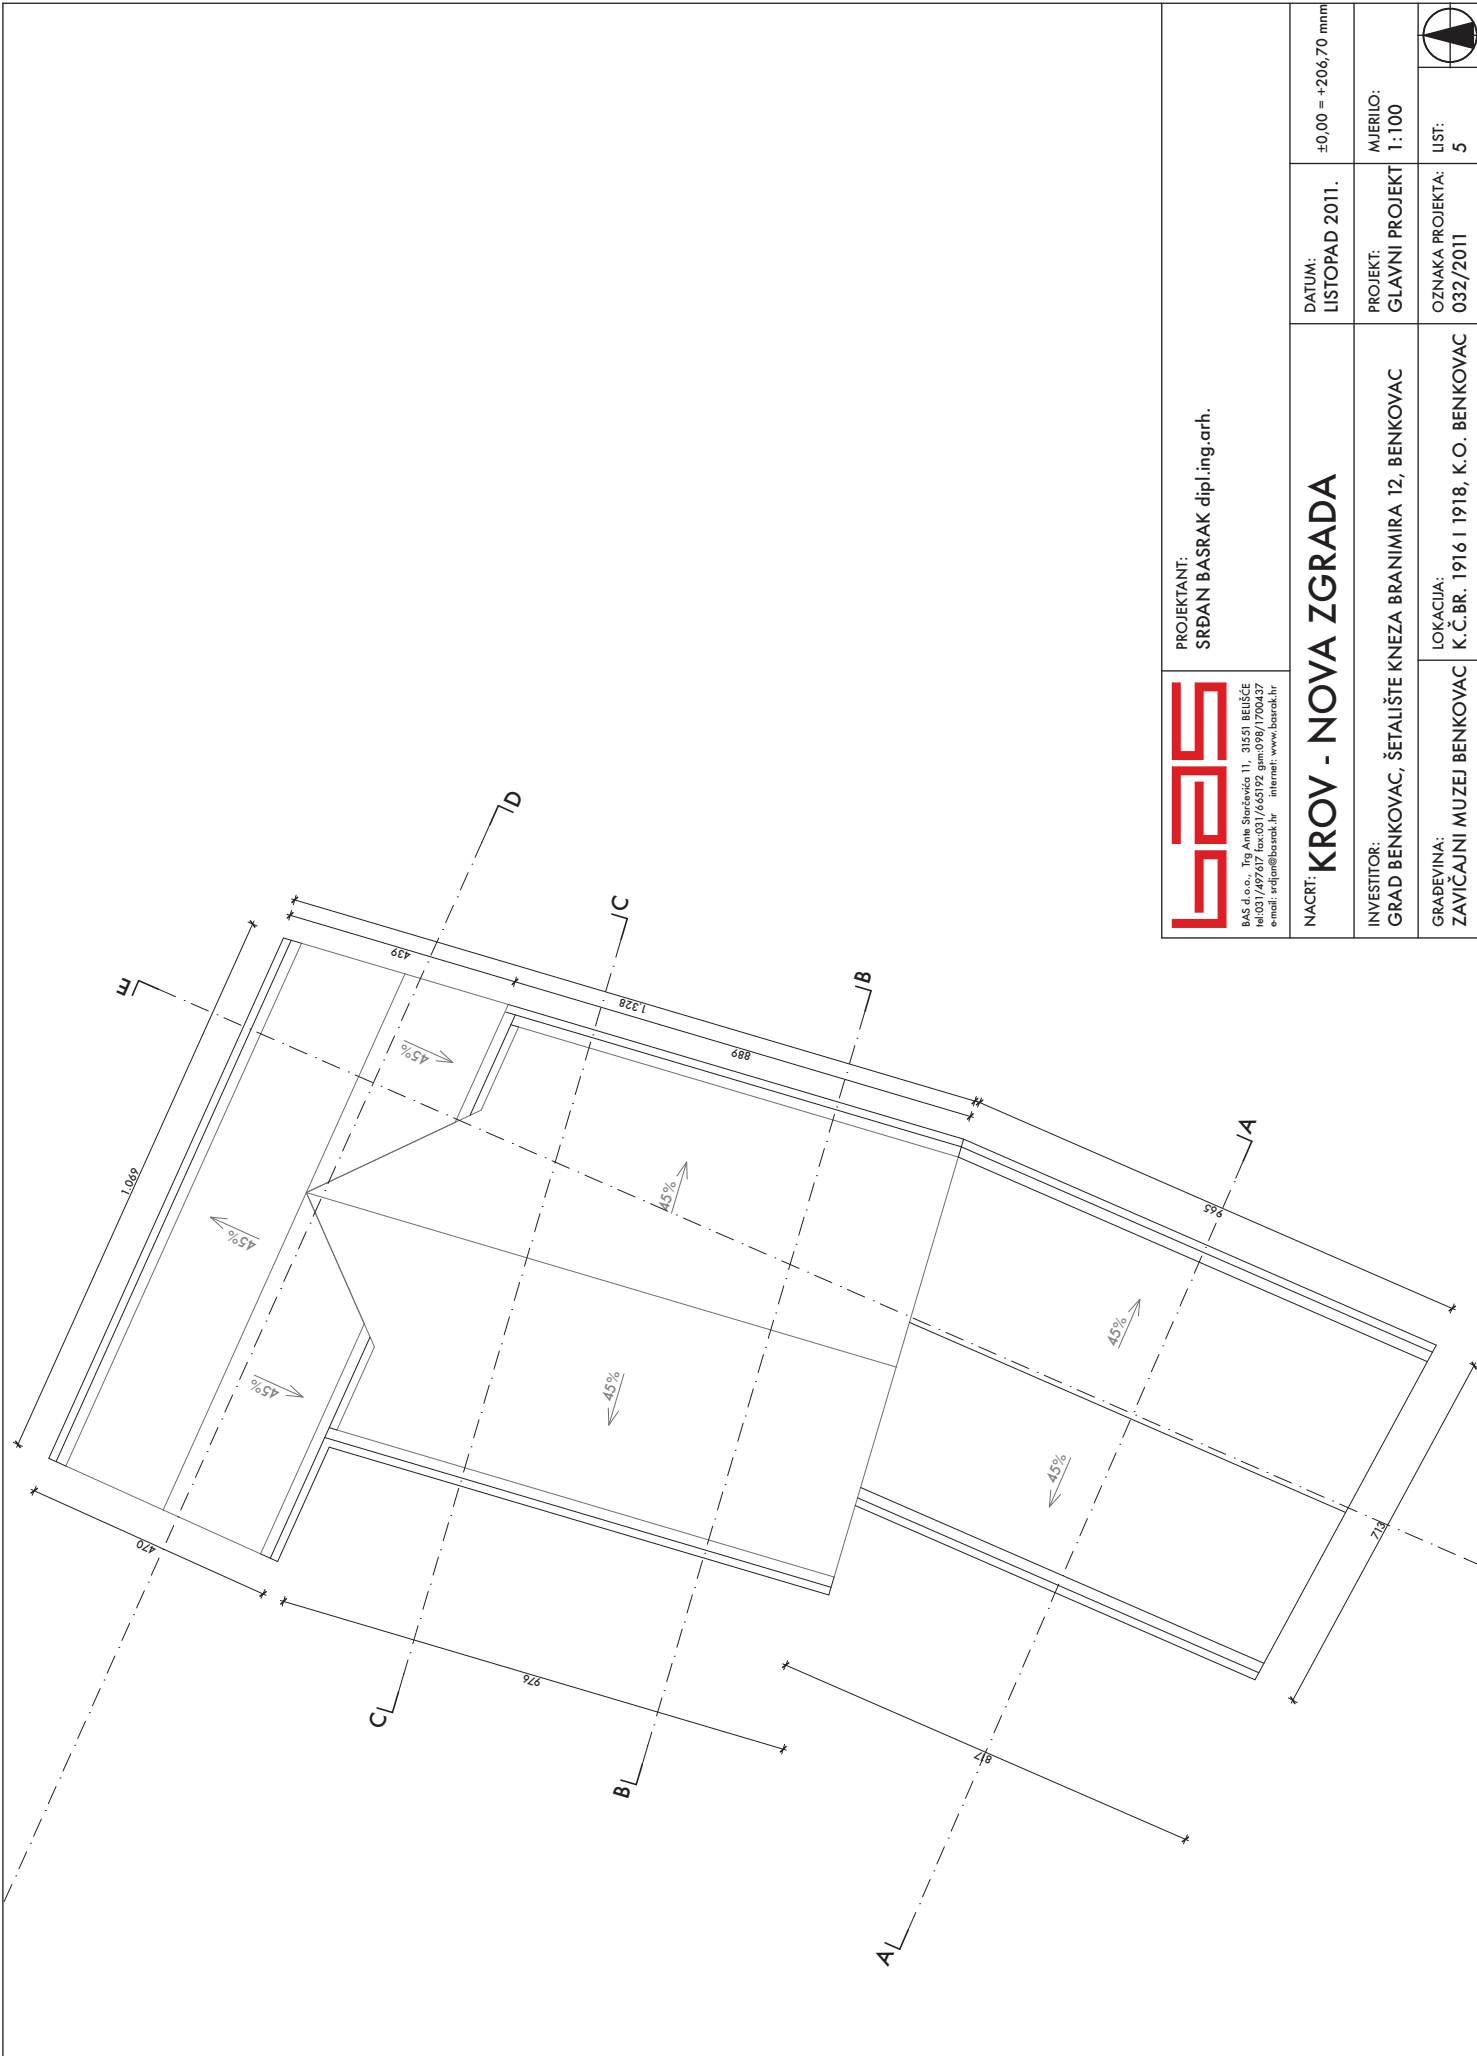 bas
BAS d.o.o., Trg Ante Starčevića 11, 31551 BELIŠĆE
tel:031/497617 fax:031/665192 gsm:098/1700437
e-mail: srdjan@basrak.hr internet: www.basrak.hr
PROJEKTANT:
SRĐAN BASRAK dipl.ing.arh.
NACRT: KROV - NOVA ZGRADA
DATUM:
LISTOPAD 2011.
±0,00 = +206,70 mnm
INVESTITOR:
GRAD BENKOVAC, ŠETALIŠTE KNEZA BRANIMIRA 12, BENKOVAC
PROJEKT:
GLAVNI PROJEKT
MJERILO:
1:100
GRAĐEVINA:
ZAVIČAJNI MUZEJ BENKOVAC
LOKACIJA:
K.Č.BR. 1916 I 1918, K.O. BENKOVAC
OZNAKA PROJEKTA:
032/2011
LIST:
5
E
D
C
B
A
C
B
A
1.069
439
1.328
889
965
713
470
976
817
45%
45%
45%
45%
45%
45%
45%